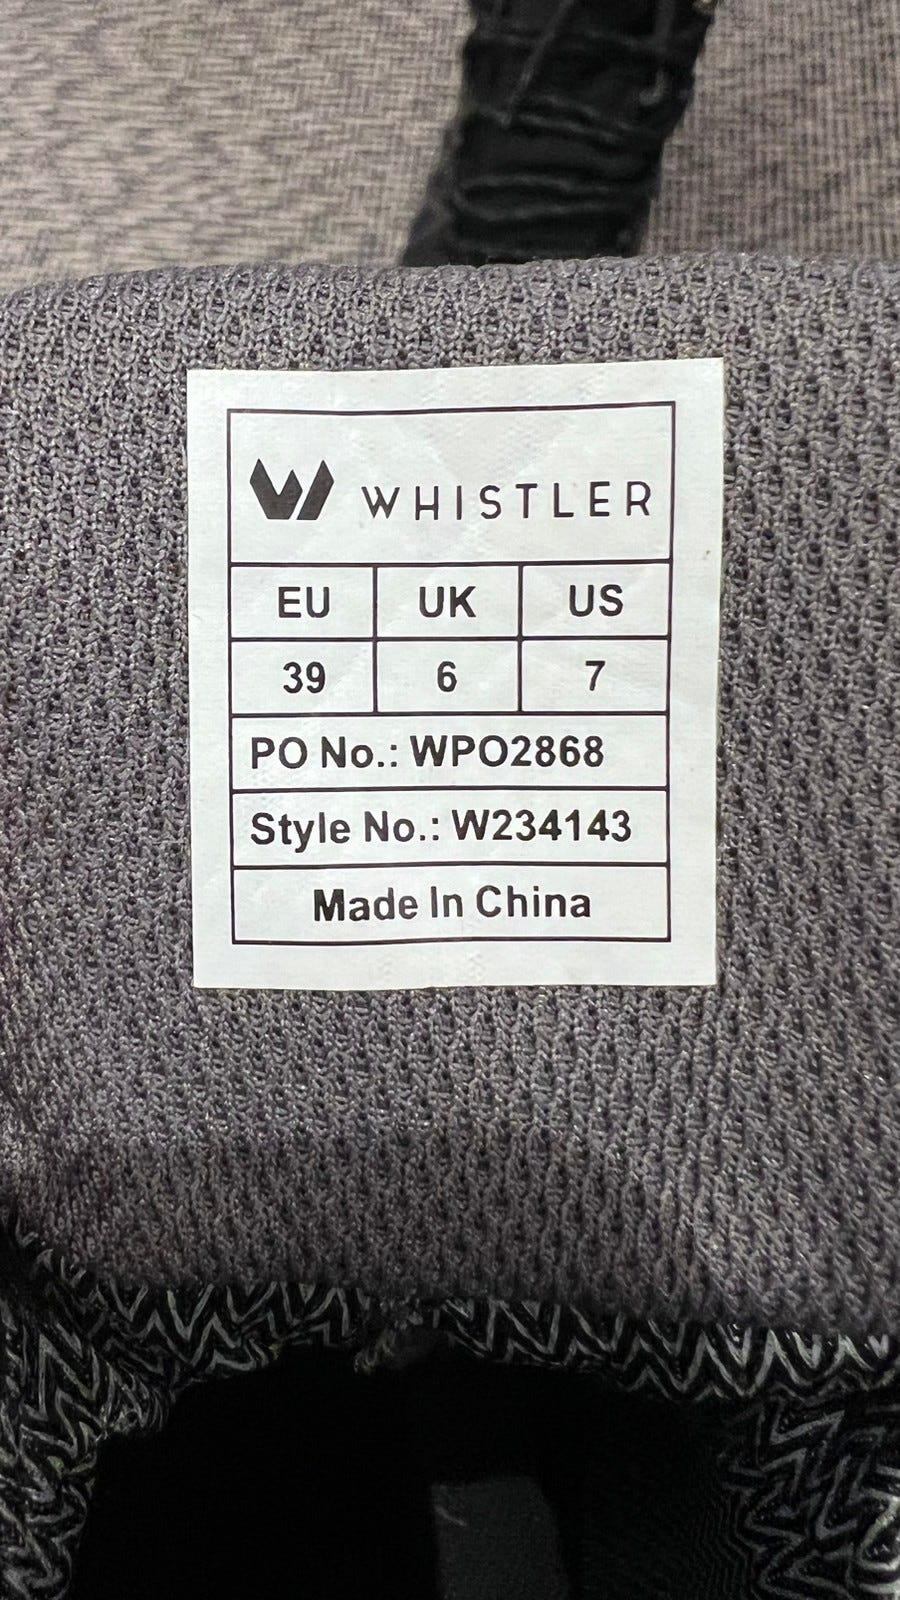 WHISTLER
EU UK US
39 6 7
PO No.: WPO2868
Style No.: W234143
Made In China